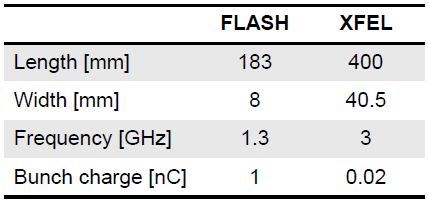 FLASH XFEL
Length [mm] 183 400
Width [mm] 8 40.5
Frequency [GHz] 1.3 3
Bunch charge [nC] 1 0.02